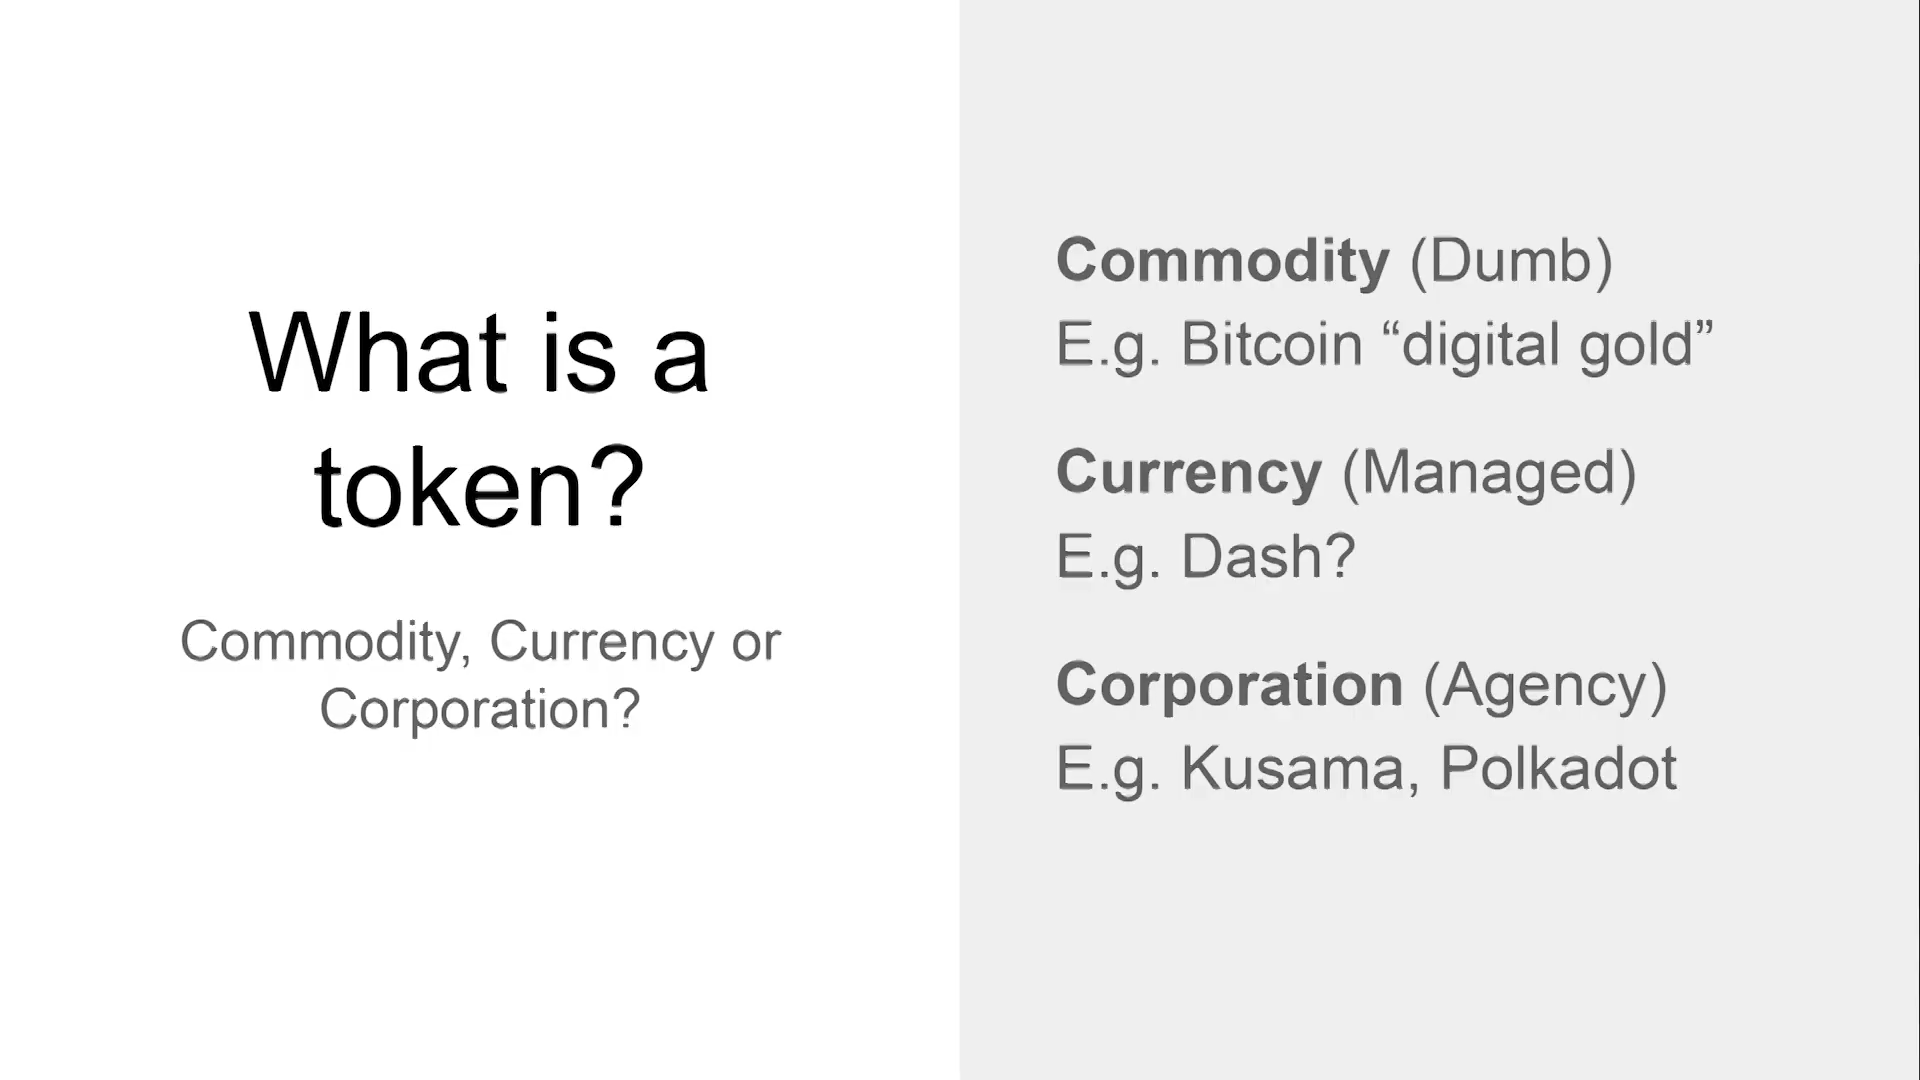 What is a
token?
Commodity, Currency or
Corporation?
Commodity (Dumb)
E.g. Bitcoin “digital gold”
Currency (Managed)
E.g. Dash?
Corporation (Agency)
E.g. Kusama, Polkadot